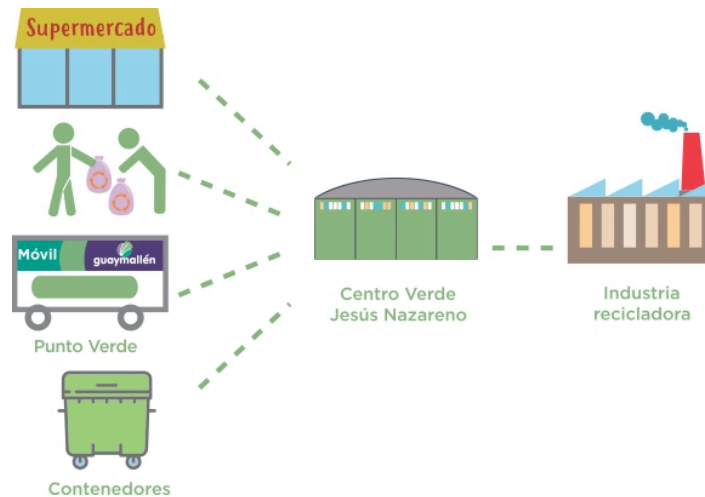 Supermercado
Móvil
guaymallén
Punto Verde
Contenedores
Centro Verde
Jesús Nazareno
Industria
recicladora